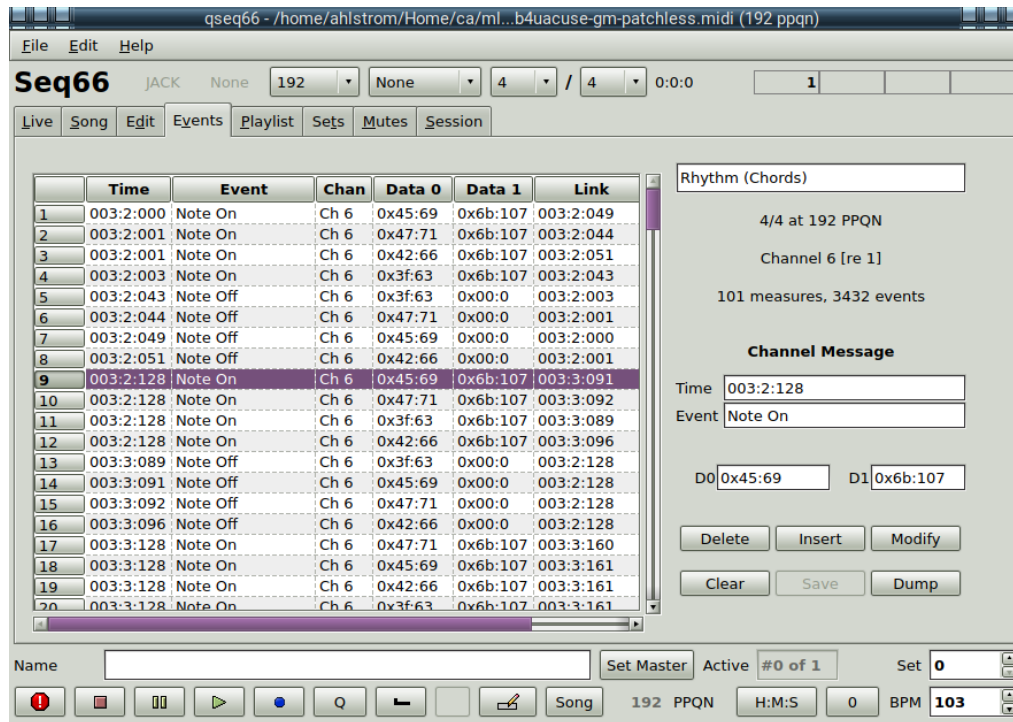 qseq66 - /home/ahlstrom/Home/ca/ml...b4uacuse-gm-patchless.midi (192 ppqn)
File Edit Help
Seq66 JACK None 192 None 4 / 4 0:0:0 1
Live Song Edit Events Playlist Sets Mutes Session
Rhythm (Chords)
4/4 at 192 PPQN
Channel 6 [re 1]
101 measures, 3432 events
Channel Message
Time 003:2:128
Event Note On
D0 0x45:69 D1 0x6b:107
Delete Insert Modify
Clear Save Dump
Time Event Chan Data 0 Data 1 Link
1 003:2:000 Note On Ch 6 0x45:69 0x6b:107 003:2:049
2 003:2:001 Note On Ch 6 0x47:71 0x6b:107 003:2:044
3 003:2:001 Note On Ch 6 0x42:66 0x6b:107 003:2:051
4 003:2:003 Note On Ch 6 0x3f:63 0x6b:107 003:2:043
5 003:2:043 Note Off Ch 6 0x3f:63 0x00:0 003:2:003
6 003:2:044 Note Off Ch 6 0x47:71 0x00:0 003:2:001
7 003:2:049 Note Off Ch 6 0x45:69 0x00:0 003:2:000
8 003:2:051 Note Off Ch 6 0x42:66 0x00:0 003:2:001
9 003:2:128 Note On Ch 6 0x45:69 0x6b:107 003:3:091
10 003:2:128 Note On Ch 6 0x47:71 0x6b:107 003:3:092
11 003:2:128 Note On Ch 6 0x3f:63 0x6b:107 003:3:089
12 003:2:128 Note On Ch 6 0x42:66 0x6b:107 003:3:096
13 003:3:089 Note Off Ch 6 0x3f:63 0x00:0 003:2:128
14 003:3:091 Note Off Ch 6 0x45:69 0x00:0 003:2:128
15 003:3:092 Note Off Ch 6 0x47:71 0x00:0 003:2:128
16 003:3:096 Note Off Ch 6 0x42:66 0x00:0 003:2:128
17 003:3:128 Note On Ch 6 0x47:71 0x6b:107 003:3:160
18 003:3:128 Note On Ch 6 0x45:69 0x6b:107 003:3:161
19 003:3:128 Note On Ch 6 0x42:66 0x6b:107 003:3:161
20 003:3:128 Note On Ch 6 0x3f:63 0x6b:107 003:3:161
Name Set Master Active #0 of 1 Set 0
Q Song 192 PPQN H:M:S 0 BPM 103